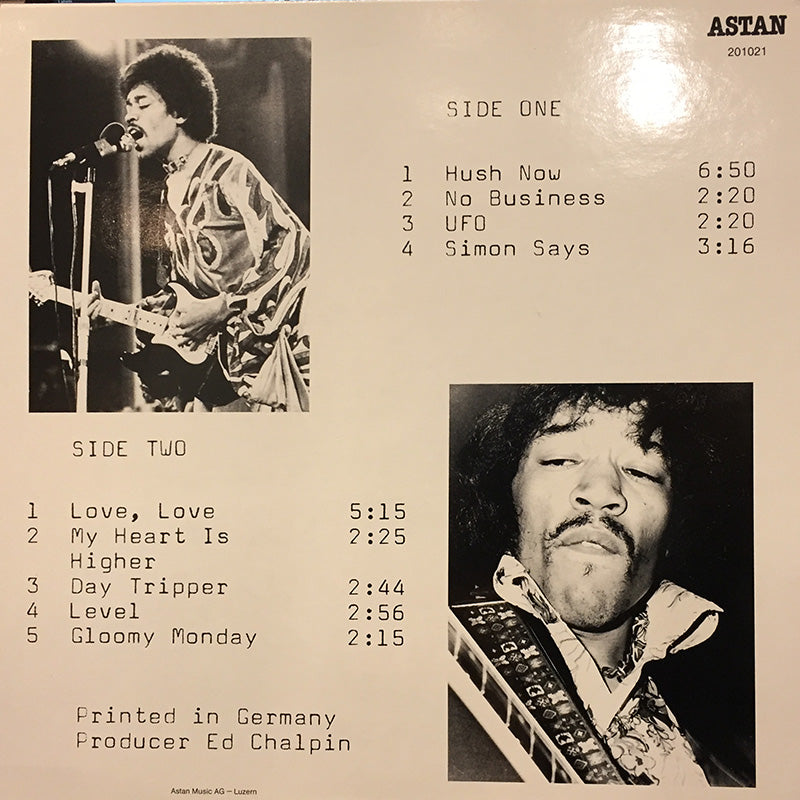 ASTAN
201021
SIDE ONE
1 Hush Now 6:50
2 No Business 2:20
3 UFO 2:20
4 Simon Says 3:16
SIDE TWO
1 Love, Love 5:15
2 My Heart Is 2:25
Higher
3 Day Tripper 2:44
4 Level 2:56
5 Gloomy Monday 2:15
Printed in Germany
Producer Ed Chalpin
Astan Music AG – Luzern